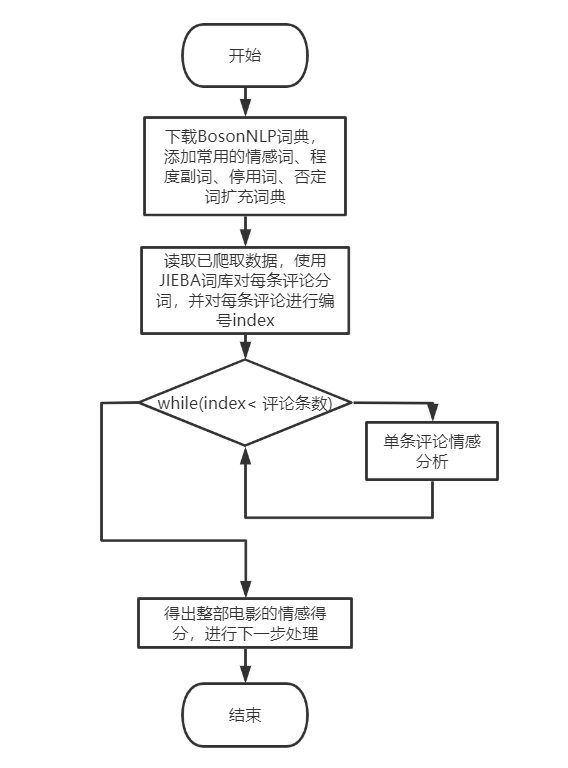 开始
下载BosonNLP词典，
添加常用的情感词、程
度副词、停用词、否定
词扩充词典
读取已爬取数据，使用
JIEBA词库对每条评论分
词，并对每条评论进行编
号index
while(index< 评论条数)
单条评论情感
分析
得出整部电影的情感得
分，进行下一步处理
结束